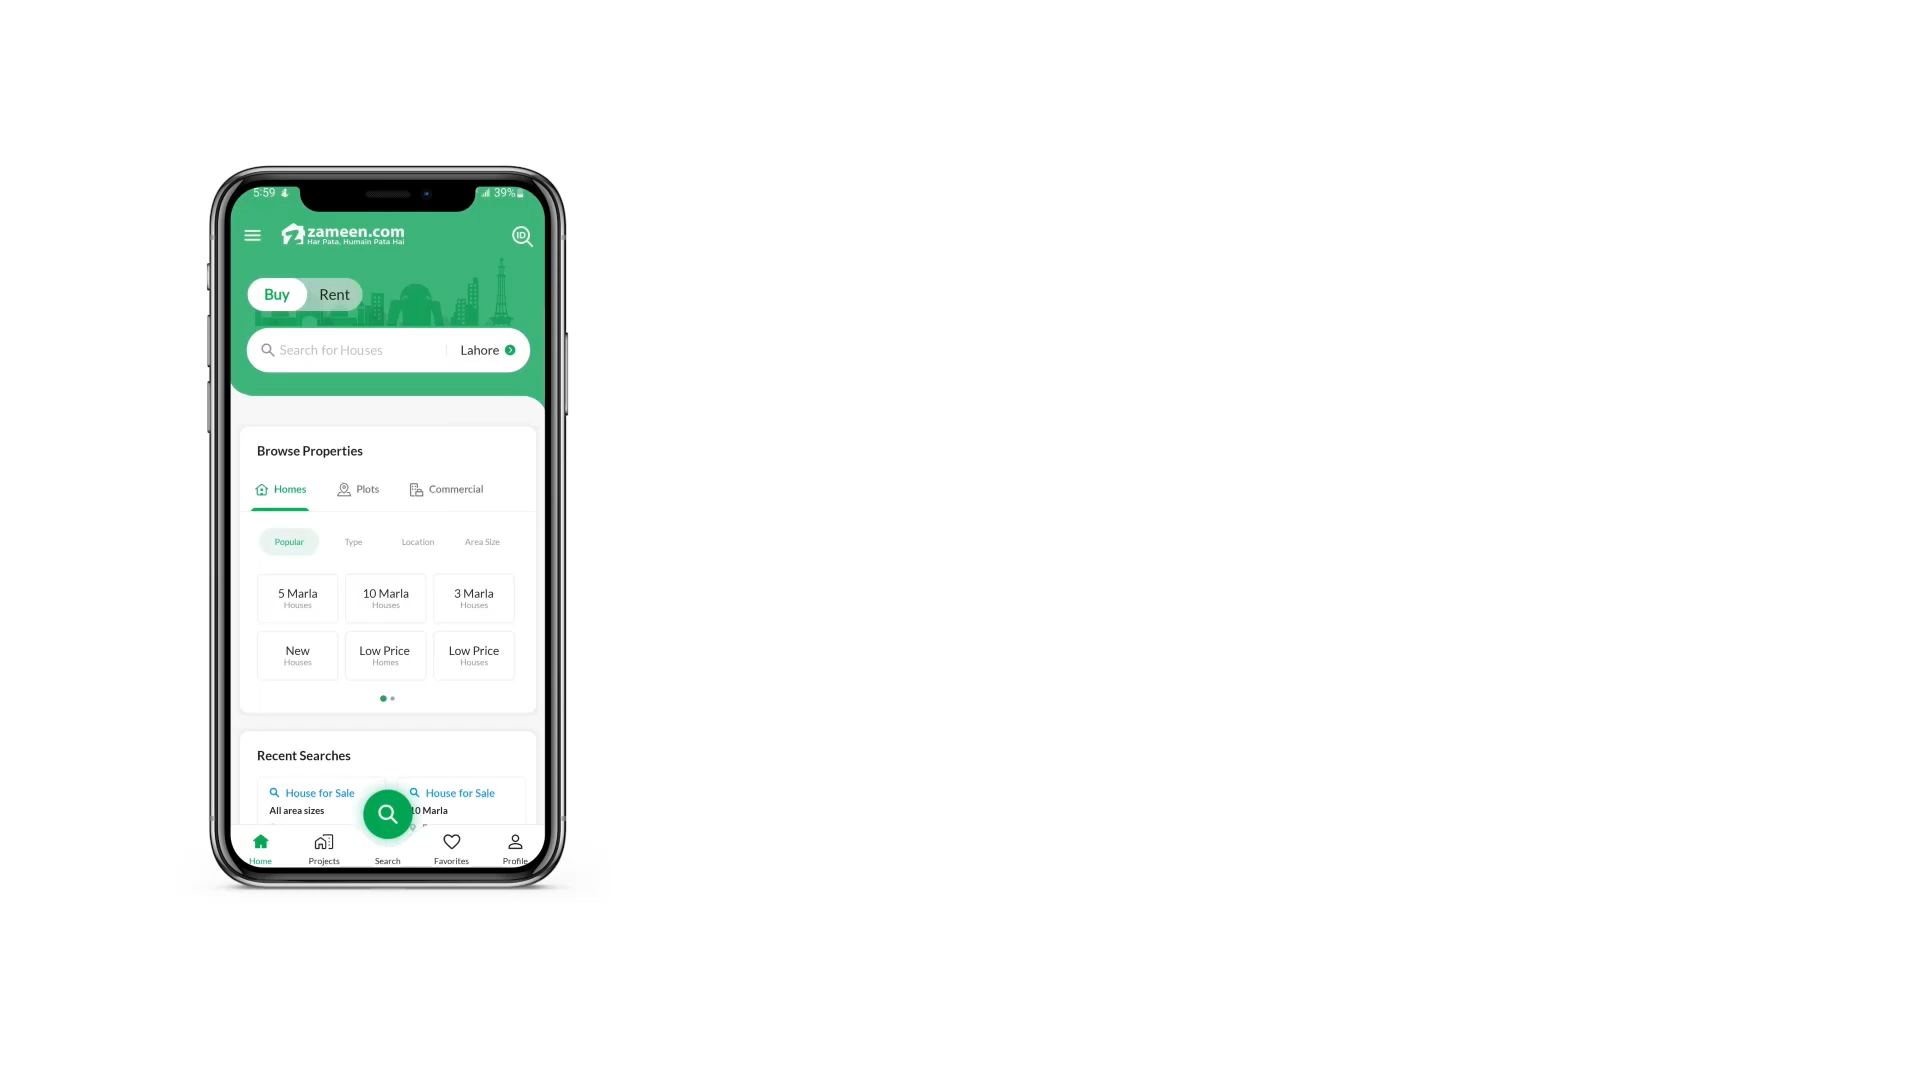 5:59
39%
zameen.com
Har Pata, Humain Pata Hai
ID
Buy
Rent
Search for Houses
Lahore
Browse Properties
Homes
Plots
Commercial
Popular
Type
Location
Area Size
5 Marla
Houses
10 Marla
Houses
3 Marla
Houses
New
Houses
Low Price
Homes
Low Price
Houses
Recent Searches
House for Sale
All area sizes
House for Sale
10 Marla
Home
Projects
Search
Favorites
Profile